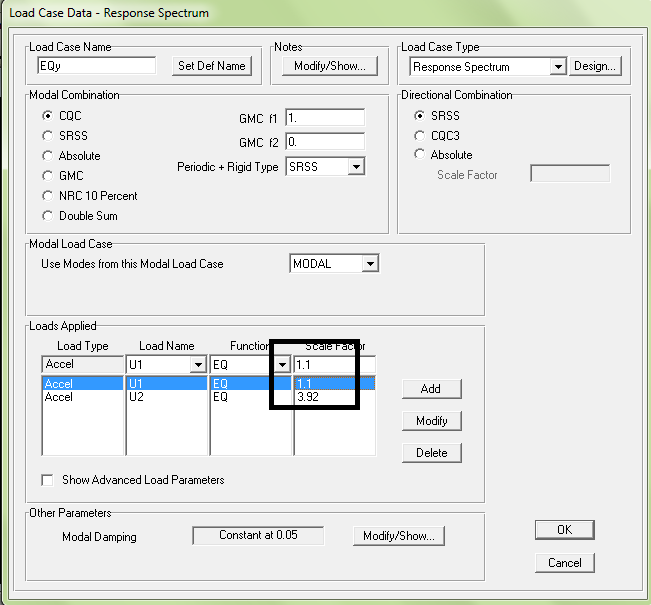 Load Case Data - Response Spectrum
Load Case Name
EQy
Set Def Name
Notes
Modify/Show...
Load Case Type
Response Spectrum
Design...
Modal Combination
CQC
SRSS
Absolute
GMC
NRC 10 Percent
Double Sum
GMC f1
1.
GMC f2
0.
Periodic + Rigid Type
SRSS
Directional Combination
SRSS
CQC3
Absolute
Scale Factor
Modal Load Case
Use Modes from this Modal Load Case
MODAL
Loads Applied
Load Type Load Name Function Scale Factor
Accel U1 EQ 1.1
Accel U1 EQ 1.1
Accel U2 EQ 3.92
Add
Modify
Delete
Show Advanced Load Parameters
Other Parameters
Modal Damping
Constant at 0.05
Modify/Show...
OK
Cancel